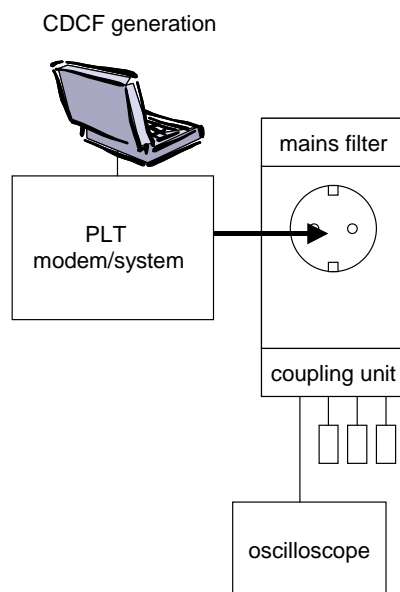 CDCF generation
mains filter
PLT
modem/system
coupling unit
oscilloscope